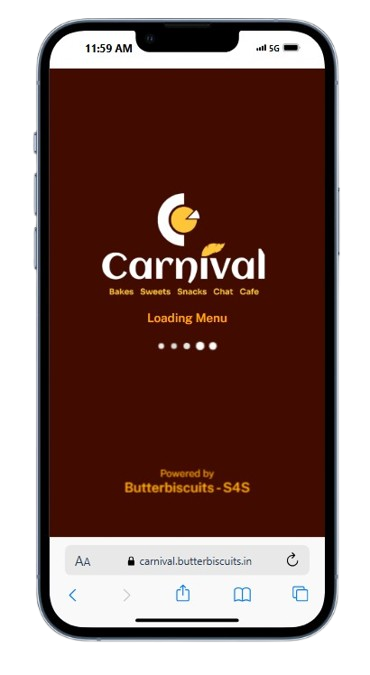 11:59 AM 5G
Carnival
Bakes Sweets Snacks Chat Cafe
Loading Menu
Powered by
Butterbiscuits - S4S
AA carnival.butterbiscuits.in